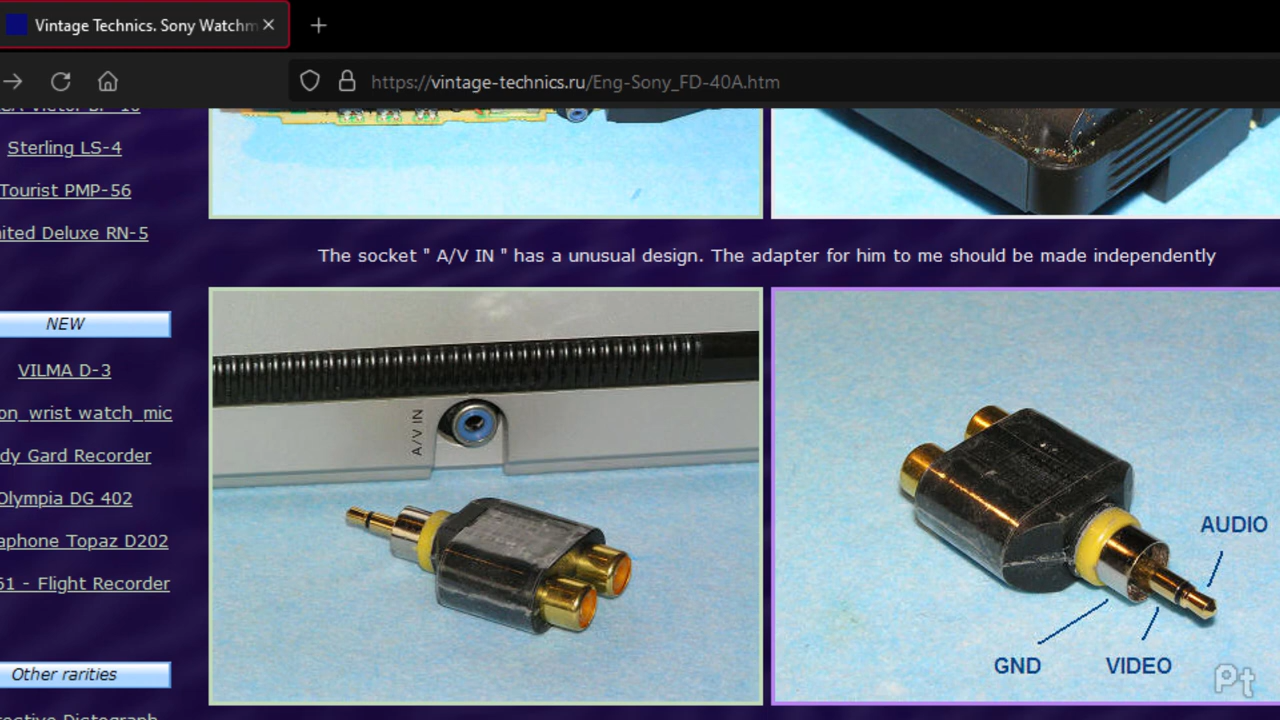 Vintage Technics. Sony Watchm
https://vintage-technics.ru/Eng-Sony_FD-40A.htm
Sterling LS-4
Tourist PMP-56
ited Deluxe RN-5
The socket " A/V IN " has a unusual design. The adapter for him to me should be made independently
NEW
VILMA D-3
on_wrist watch_mic
dy Gard Recorder
Olympia DG 402
aphone Topaz D202
51 - Flight Recorder
Other rarities
A/V IN
AUDIO
GND
VIDEO
Pt